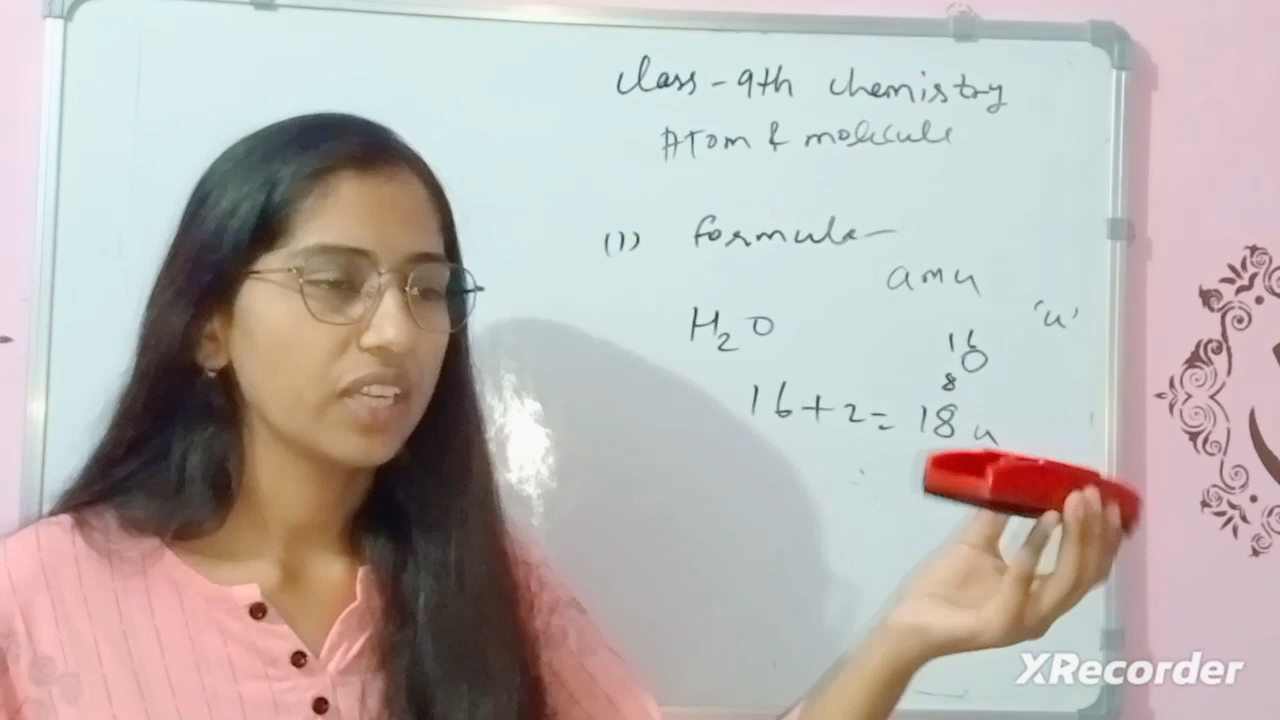 class - 9th chemistry
Atom & molecule
(1) formula -
amu
'u'
H2O
16
8 O
16+2= 18 u
XRecorder